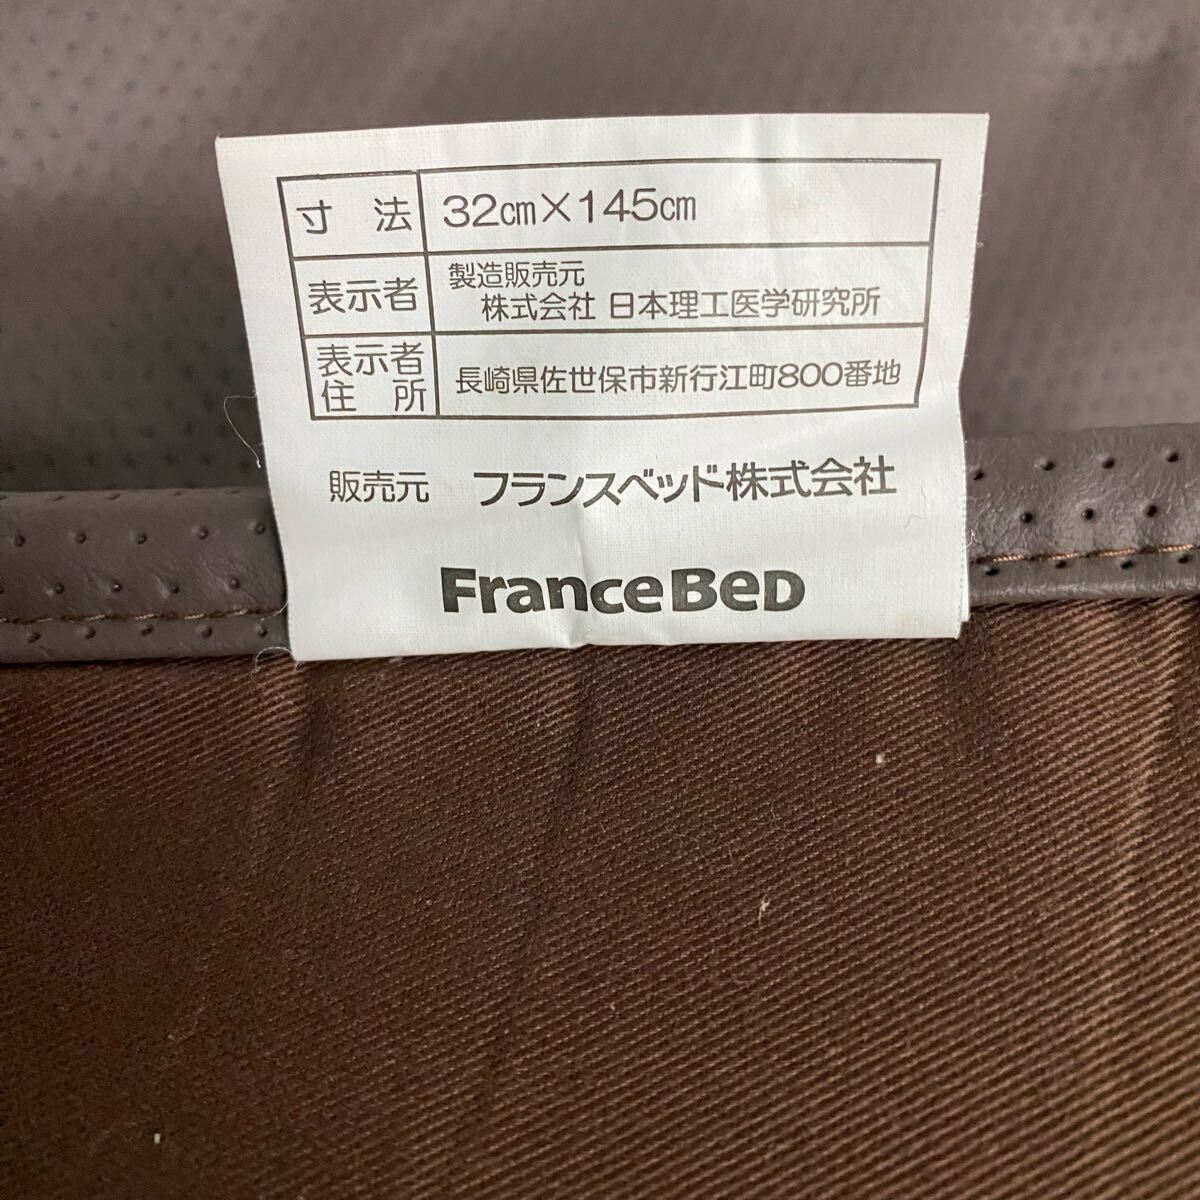 寸 法 32cm×145cm
表示者 製造販売元
株式会社 日本理工医学研究所
表示者
住 所 長崎県佐世保市新行江町800番地
販売元 フランスベッド株式会社
FranceBeD